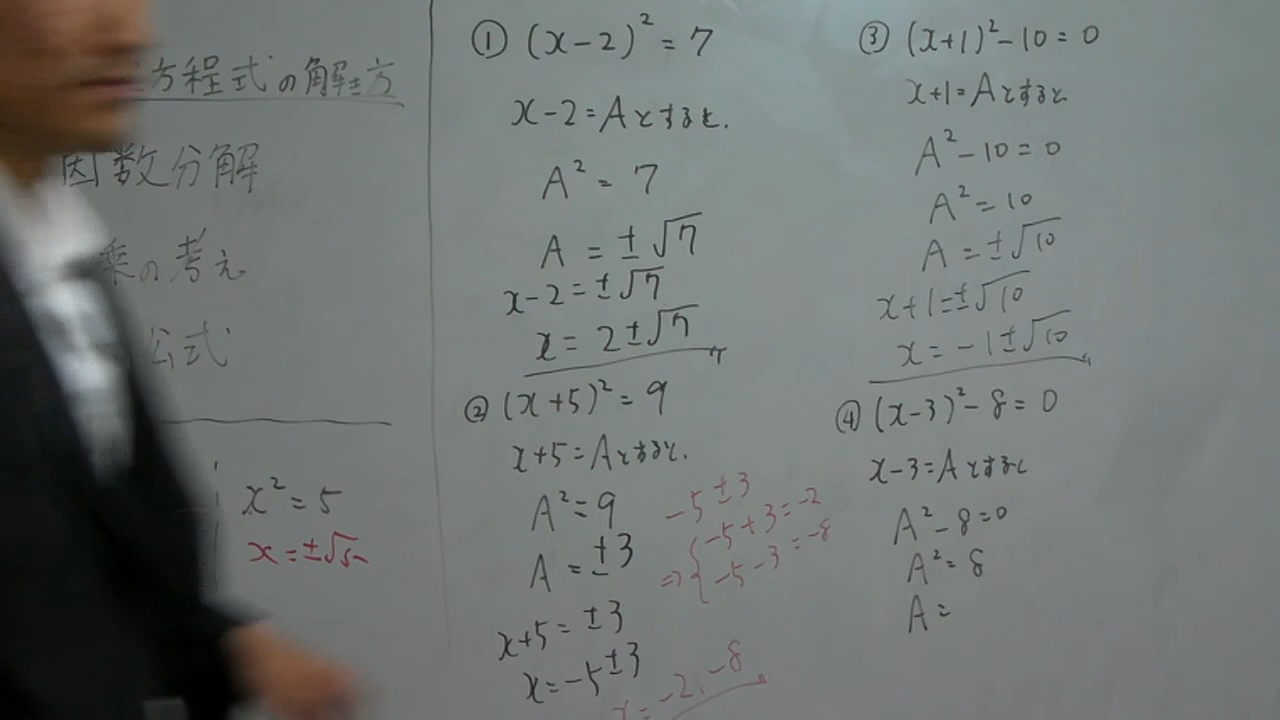 方程式の解き方
因数分解
乗の考え
公式
x² = 5
x = ±√5
① (x-2)² = 7
x-2=Aとすると.
A² = 7
A = ±√7
x-2=±√7
x = 2±√7
② (x+5)² = 9
x+5=Aとすると.
A²=9
A = ±3
x+5= ±3
x=-5±3
x=-2, -8
-5±3
⇒{-5+3=-2
-5-3=-8
③ (x+1)²-10=0
x+1=Aとすると
A²-10=0
A²=10
A=±√10
x+1=±√10
x=-1±√10
④ (x-3)²-8=0
x-3=Aとすると
A²-8=0
A²=8
A=